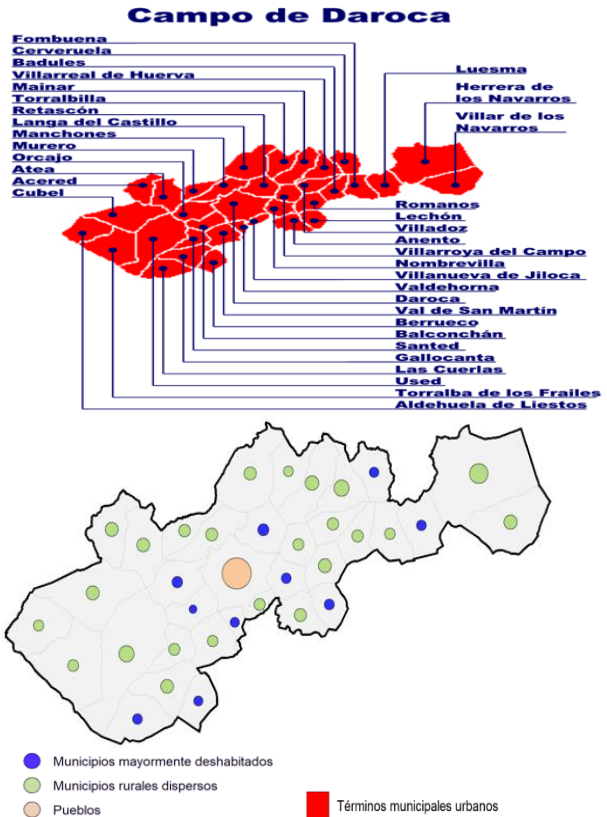 Campo de Daroca
Fombuena
Cerveruela
Badules
Villarreal de Huerva
Mainar
Torralbilla
Retascón
Langa del Castillo
Manchones
Murero
Orcajo
Atea
Acered
Cubel
Luesma
Herrera de
los Navarros
Villar de los
Navarros
Romanos
Lechón
Villadoz
Anento
Villarroya del Campo
Nombrevilla
Villanueva de Jiloca
Valdehorna
Daroca
Val de San Martín
Berrueco
Balconchán
Santed
Gallocanta
Las Cuerlas
Used
Torralba de los Frailes
Aldehuela de Liestos
Municipios mayormente deshabitados
Municipios rurales dispersos
Pueblos
Términos municipales urbanos